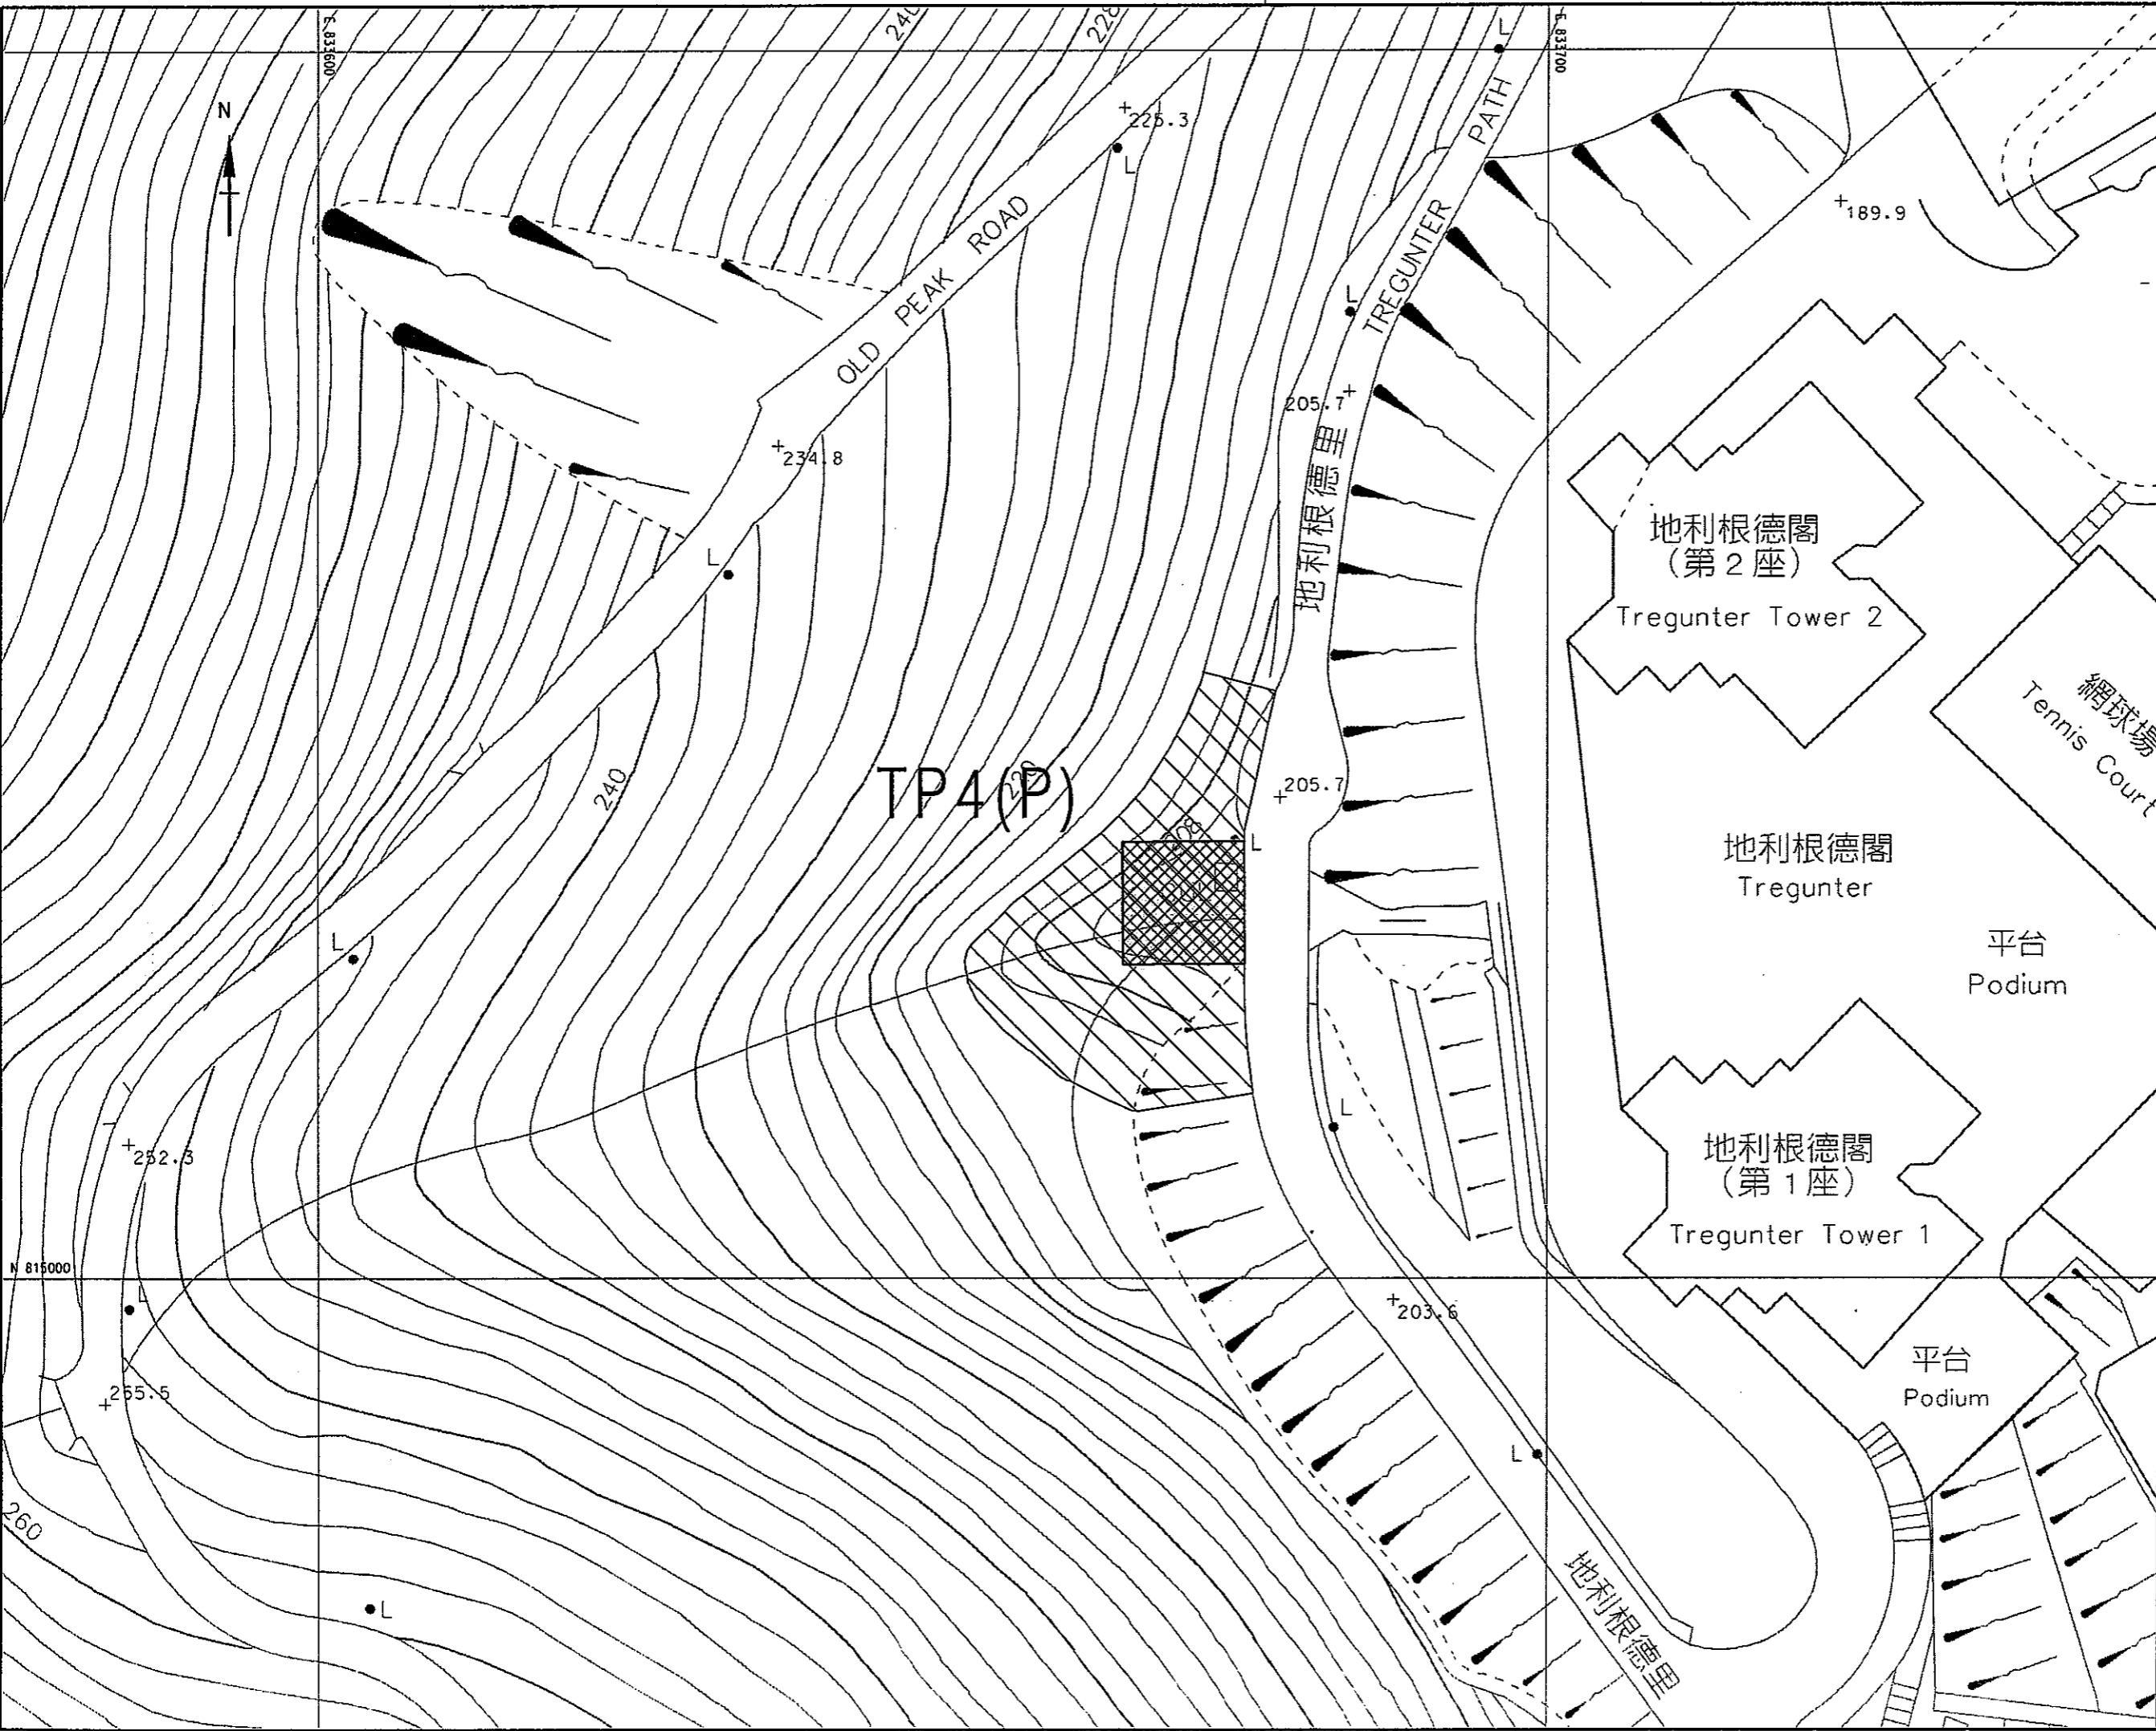 240
228
E 833600
E 833700
L
N
225.3
L
TREGUNTER PATH
189.9
OLD PEAK ROAD
L
205.7
234.8
地利根德里
L
地利根德閣
(第2座)
Tregunter Tower 2
網球場
Tennis Court
240
220
TP4(P)
205.7
208
L
地利根德閣
Tregunter
平台
Podium
L
L
252.3
地利根德閣
(第1座)
Tregunter Tower 1
N 815000
L
203.6
平台
Podium
255.5
L
260
地利根德里
L